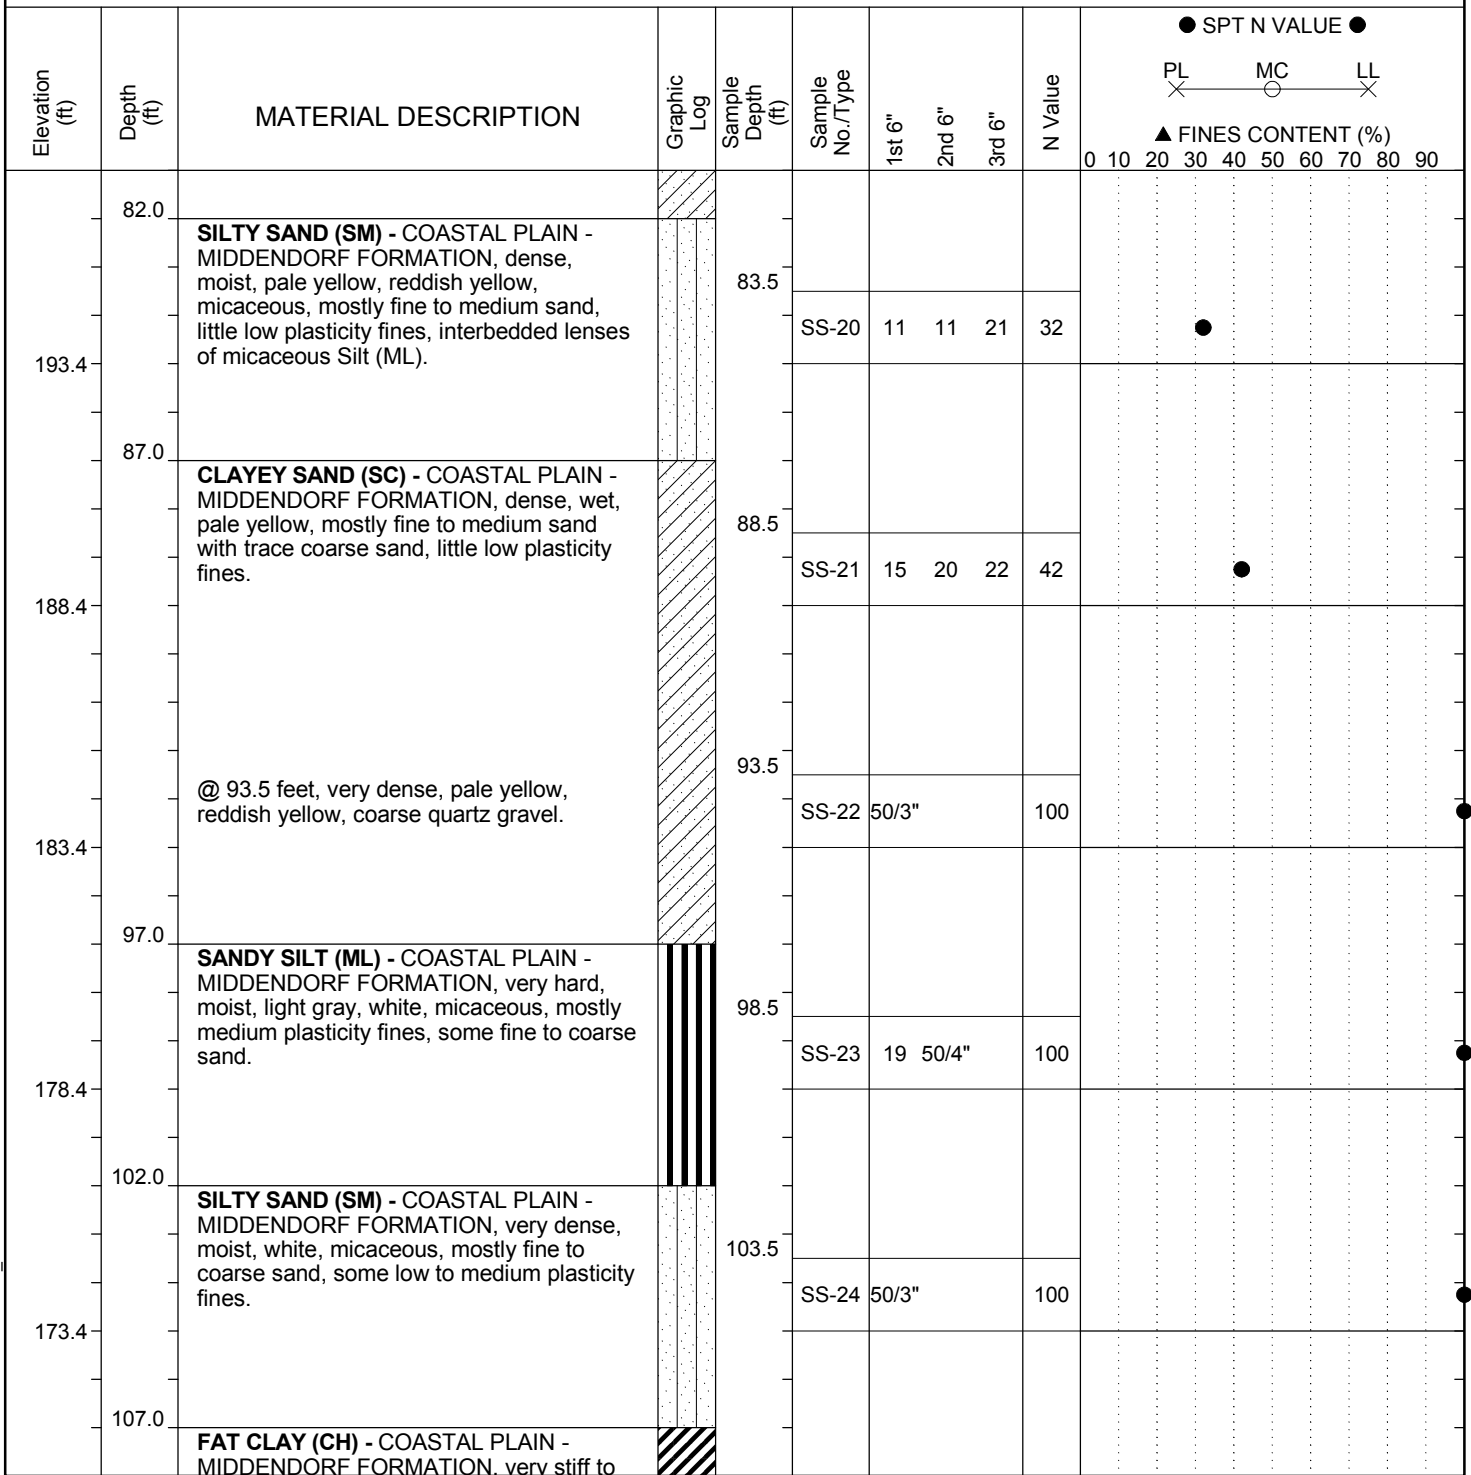 ● SPT N VALUE ●
PL MC LL
▲ FINES CONTENT (%)
0 10 20 30 40 50 60 70 80 90
Elevation (ft)
Depth (ft)
MATERIAL DESCRIPTION
Graphic Log
Sample Depth (ft)
Sample No./Type
1st 6"
2nd 6"
3rd 6"
N Value
82.0
SILTY SAND (SM) - COASTAL PLAIN -
MIDDENDORF FORMATION, dense,
moist, pale yellow, reddish yellow,
micaceous, mostly fine to medium sand,
little low plasticity fines, interbedded lenses
of micaceous Silt (ML).
83.5
SS-20 11 11 21 32
193.4
87.0
CLAYEY SAND (SC) - COASTAL PLAIN -
MIDDENDORF FORMATION, dense, wet,
pale yellow, mostly fine to medium sand
with trace coarse sand, little low plasticity
fines.
88.5
SS-21 15 20 22 42
188.4
93.5
@ 93.5 feet, very dense, pale yellow,
reddish yellow, coarse quartz gravel.
SS-22 50/3" 100
183.4
97.0
SANDY SILT (ML) - COASTAL PLAIN -
MIDDENDORF FORMATION, very hard,
moist, light gray, white, micaceous, mostly
medium plasticity fines, some fine to coarse
sand.
98.5
SS-23 19 50/4" 100
178.4
102.0
SILTY SAND (SM) - COASTAL PLAIN -
MIDDENDORF FORMATION, very dense,
moist, white, micaceous, mostly fine to
coarse sand, some low to medium plasticity
fines.
103.5
SS-24 50/3" 100
173.4
107.0
FAT CLAY (CH) - COASTAL PLAIN -
MIDDENDORF FORMATION, very stiff to